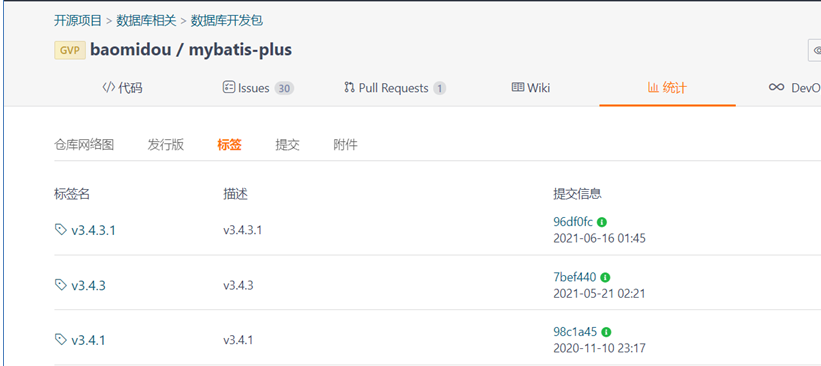 开源项目 > 数据库相关 > 数据库开发包
GVP baomidou / mybatis-plus
代码 Issues 30 Pull Requests 1 Wiki 统计 DevO
仓库网络图 发行版 标签 提交 附件
标签名 描述 提交信息
v3.4.3.1 v3.4.3.1 96df0fc
2021-06-16 01:45
v3.4.3 v3.4.3 7bef440
2021-05-21 02:21
v3.4.1 v3.4.1 98c1a45
2020-11-10 23:17